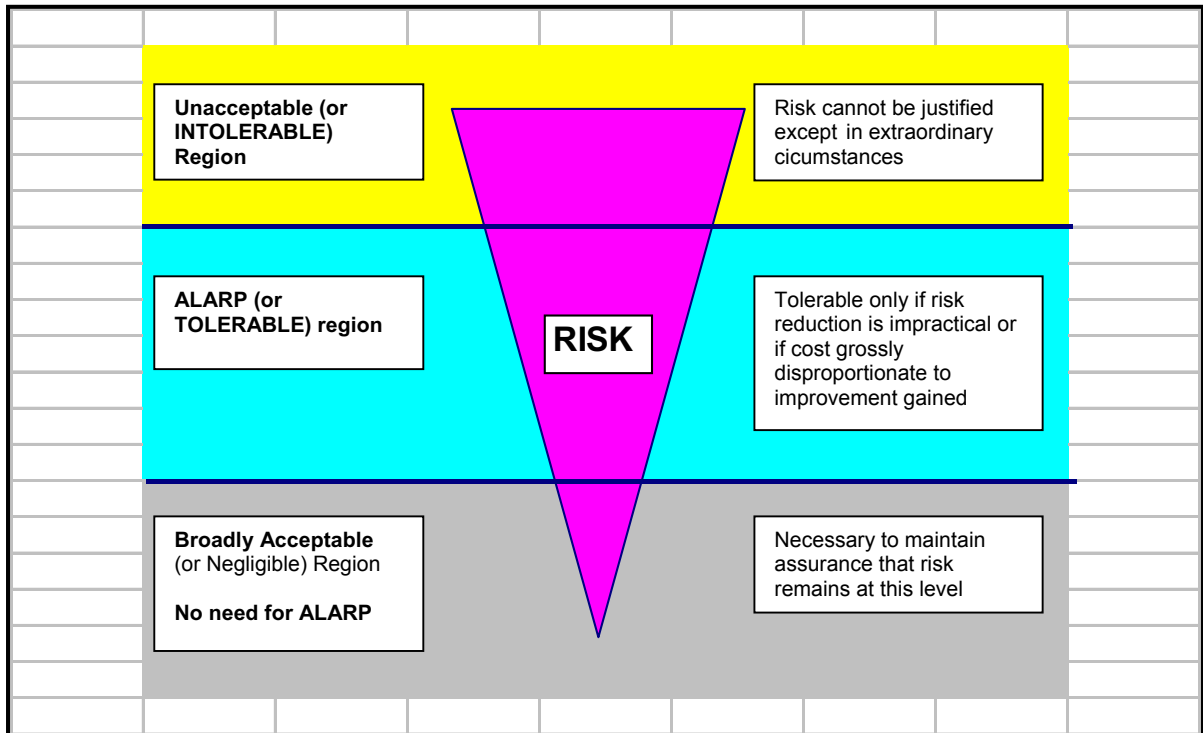 Unacceptable (or
INTOLERABLE)
Region
Risk cannot be justified
except in extraordinary
cicumstances
ALARP (or
TOLERABLE) region
RISK
Tolerable only if risk
reduction is impractical or
if cost grossly
disproportionate to
improvement gained
Broadly Acceptable
(or Negligible) Region
No need for ALARP
Necessary to maintain
assurance that risk
remains at this level